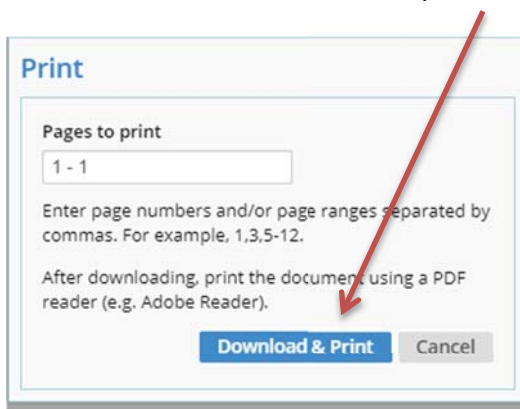 Print
Pages to print
1 - 1
Enter page numbers and/or page ranges separated by
commas. For example, 1,3,5-12.
After downloading, print the document using a PDF
reader (e.g. Adobe Reader).
Download & Print Cancel